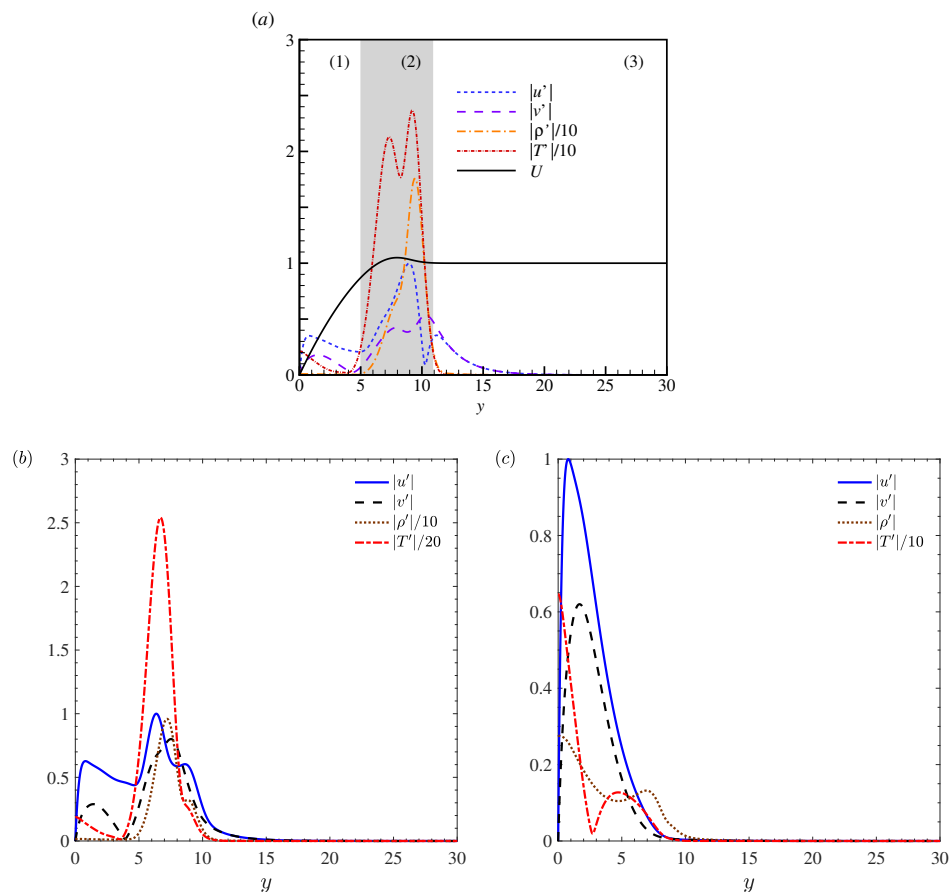 (a)
3
(1) (2) (3)
|u'|
|v'|
|ρ'|/10
|T'|/10
U
2
1
0
0 5 10 15 20 25 30
y
(b)
3
|u′|
|v′|
|ρ′|/10
|T′|/20
2.5
2
1.5
1
0.5
0
0 5 10 15 20 25 30
y
(c)
1
|u′|
|v′|
|ρ′|
|T′|/10
0.8
0.6
0.4
0.2
0
0 5 10 15 20 25 30
y